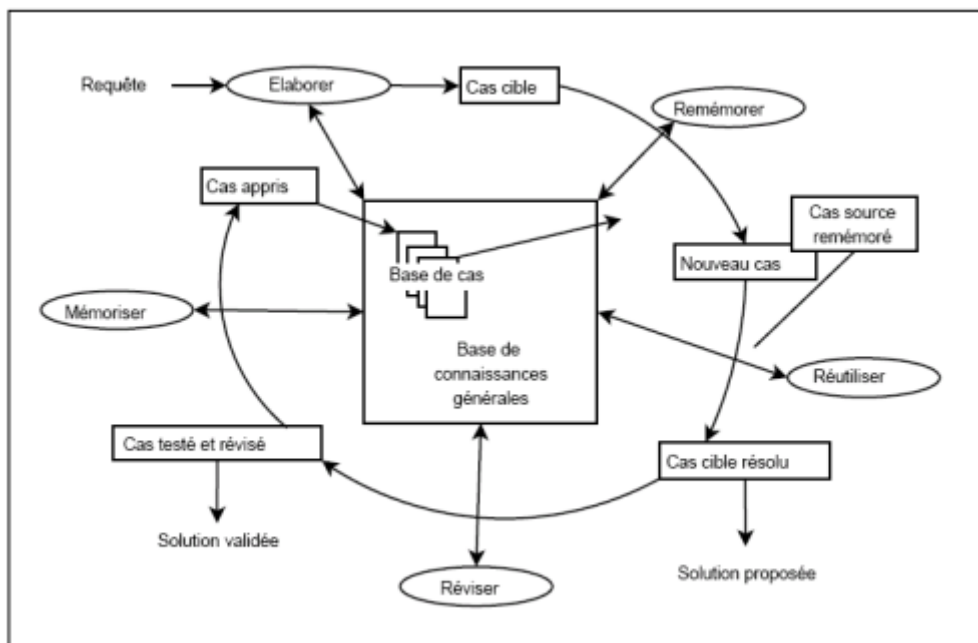 Requête
Elaborer
Cas cible
Remémorer
Cas appris
Cas source
remémoré
Nouveau cas
Base de cas
Mémoriser
Base de
connaissances
générales
Réutiliser
Cas testé et révisé
Cas cible résolu
Solution validée
Solution proposée
Réviser